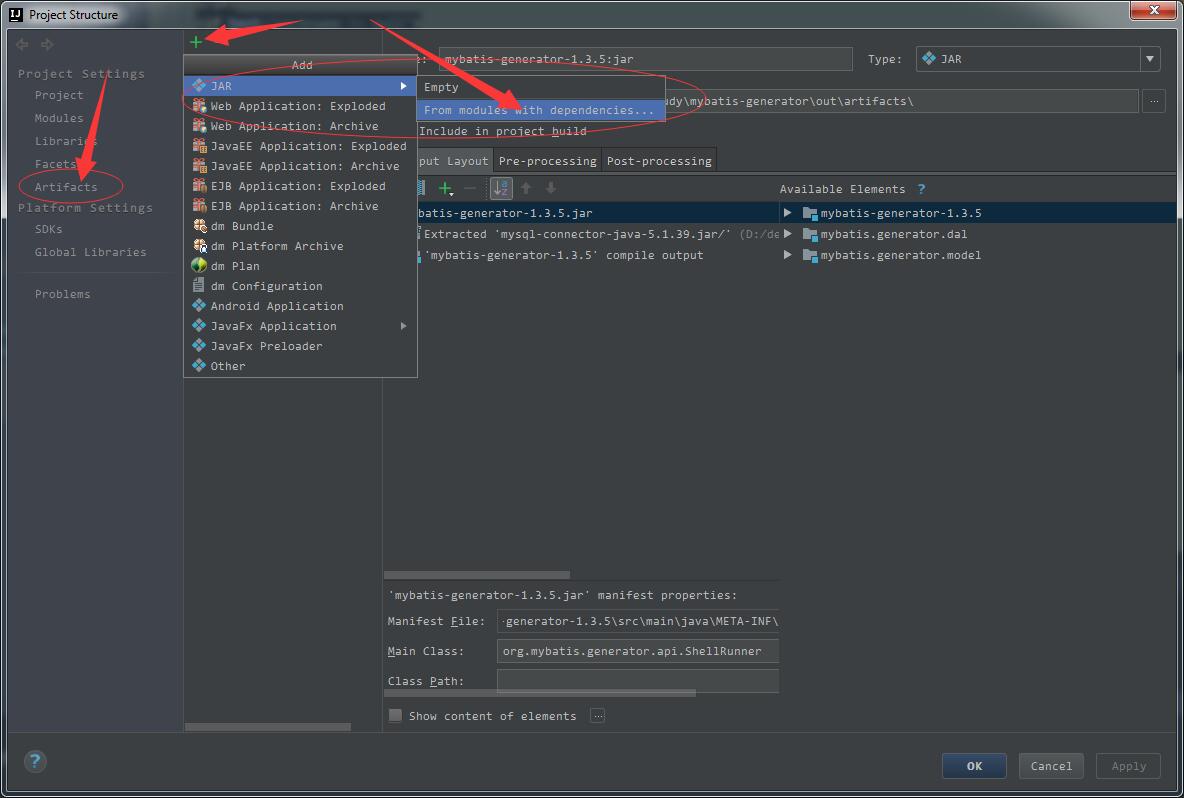 Project Structure
Project Settings
Project
Modules
Libraries
Facets
Artifacts
Platform Settings
SDKs
Global Libraries
Problems
Add
JAR
Web Application: Exploded
Web Application: Archive
JavaEE Application: Exploded
JavaEE Application: Archive
EJB Application: Exploded
EJB Application: Archive
dm Bundle
dm Platform Archive
dm Plan
dm Configuration
Android Application
JavaFx Application
JavaFx Preloader
Other
Empty
From modules with dependencies...
mybatis-generator-1.3.5:jar
Type: JAR
udy\mybatis-generator\out\artifacts\
Include in project build
put Layout Pre-processing Post-processing
Available Elements ?
batis-generator-1.3.5.jar
Extracted 'mysql-connector-java-5.1.39.jar/' (D:/de
'mybatis-generator-1.3.5' compile output
mybatis-generator-1.3.5
mybatis.generator.dal
mybatis.generator.model
'mybatis-generator-1.3.5.jar' manifest properties:
Manifest File: -generator-1.3.5\src\main\java\META-INF\
Main Class: org.mybatis.generator.api.ShellRunner
Class Path:
Show content of elements ...
? OK Cancel Apply